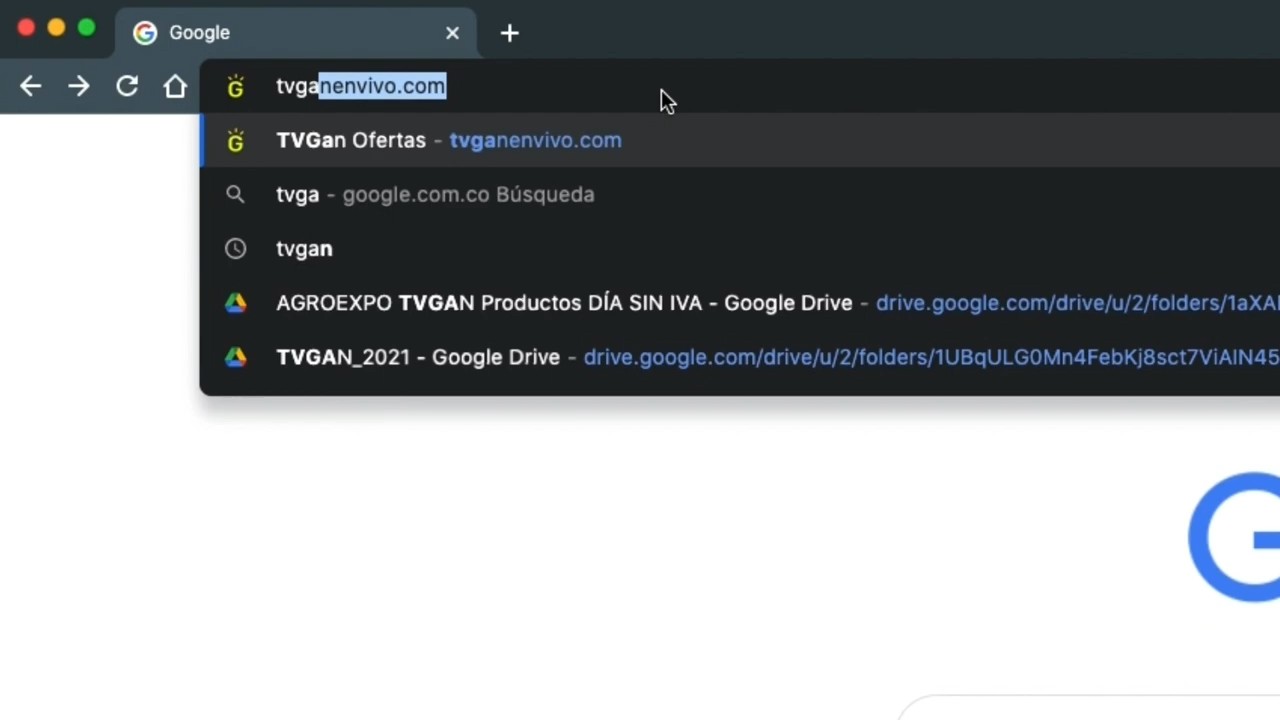 Google
tvganenvivo.com
TVGan Ofertas - tvganenvivo.com
tvga - google.com.co Búsqueda
tvgan
AGROEXPO TVGAN Productos DÍA SIN IVA - Google Drive - drive.google.com/drive/u/2/folders/1aXA
TVGAN_2021 - Google Drive - drive.google.com/drive/u/2/folders/1UBqULG0Mn4FebKj8sct7ViAIN45